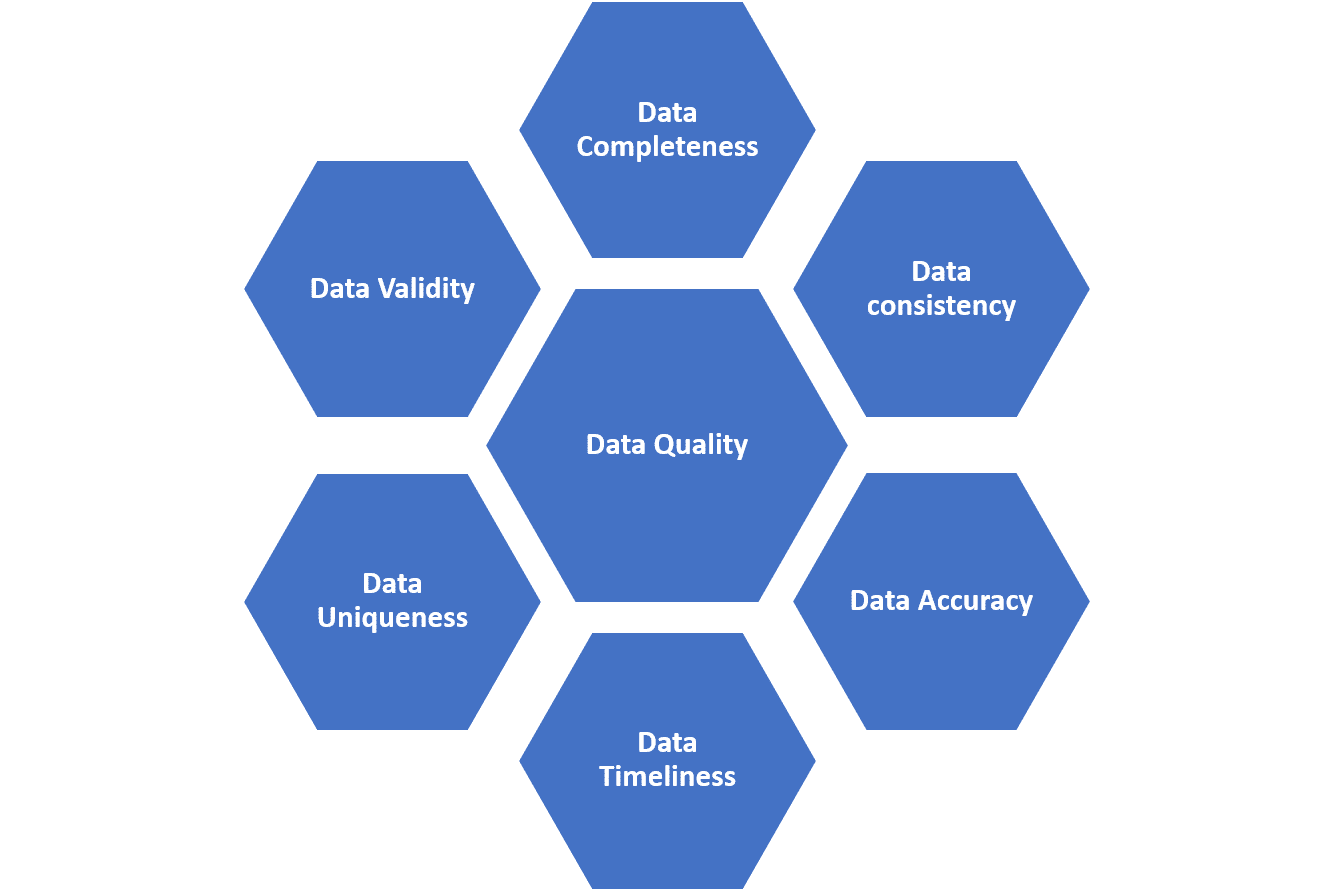 Data
Completeness
Data Validity
Data
consistency
Data Quality
Data
Uniqueness
Data Accuracy
Data
Timeliness